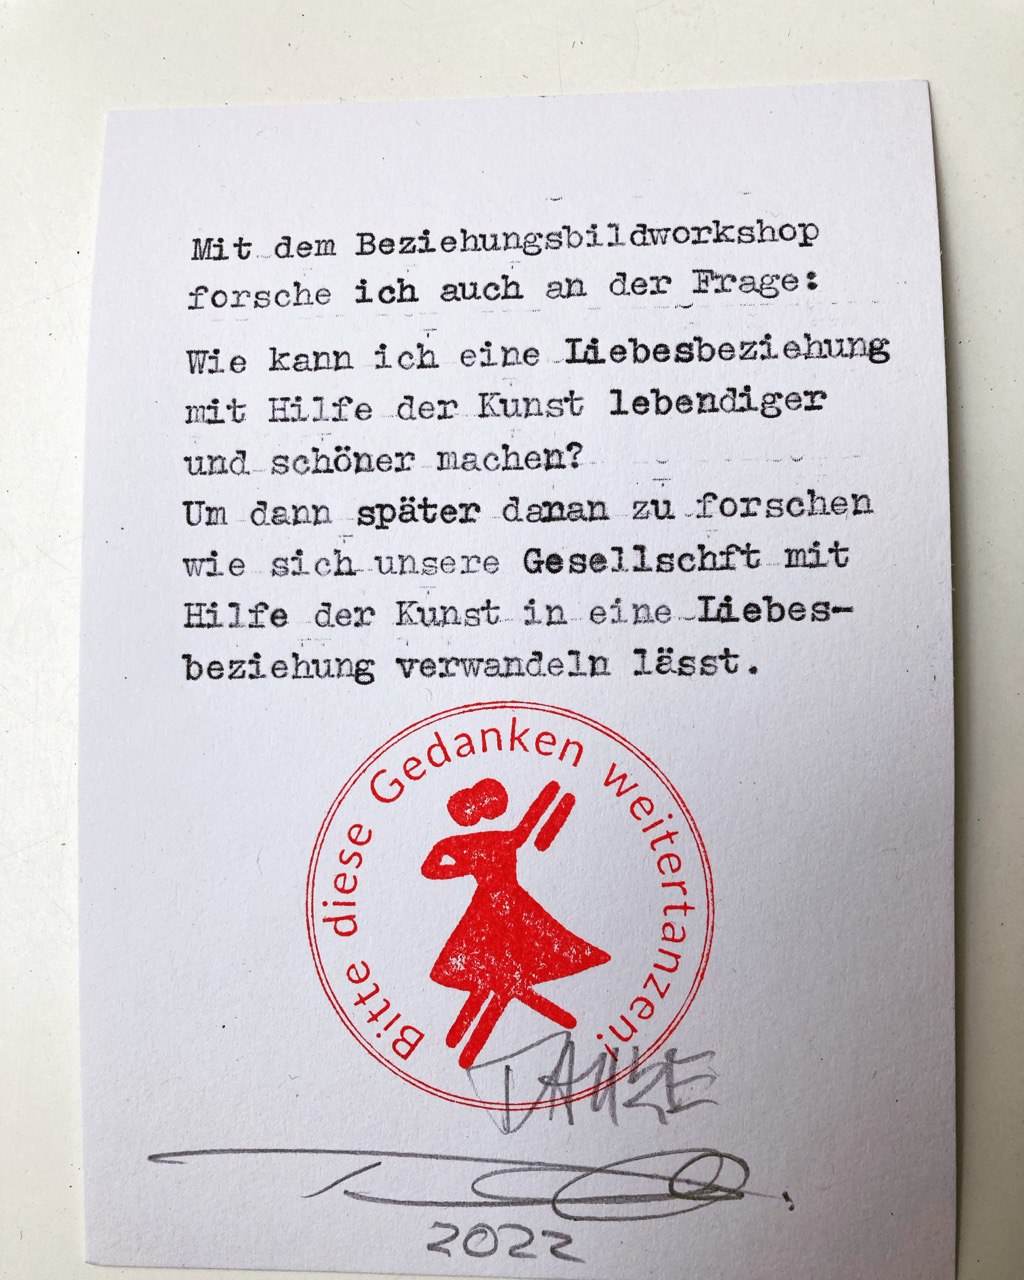 Mit dem Beziehungsbildworkshop
forsche ich auch an der Frage:
Wie kann ich eine Liebesbeziehung
mit Hilfe der Kunst lebendiger
und schöner machen?
Um dann später danan zu forschen
wie sich unsere Gesellschft mit
Hilfe der Kunst in eine Liebes-
beziehung verwandeln lässt.
Bitte diese Gedanken weitertanzen!
TANZE
2022